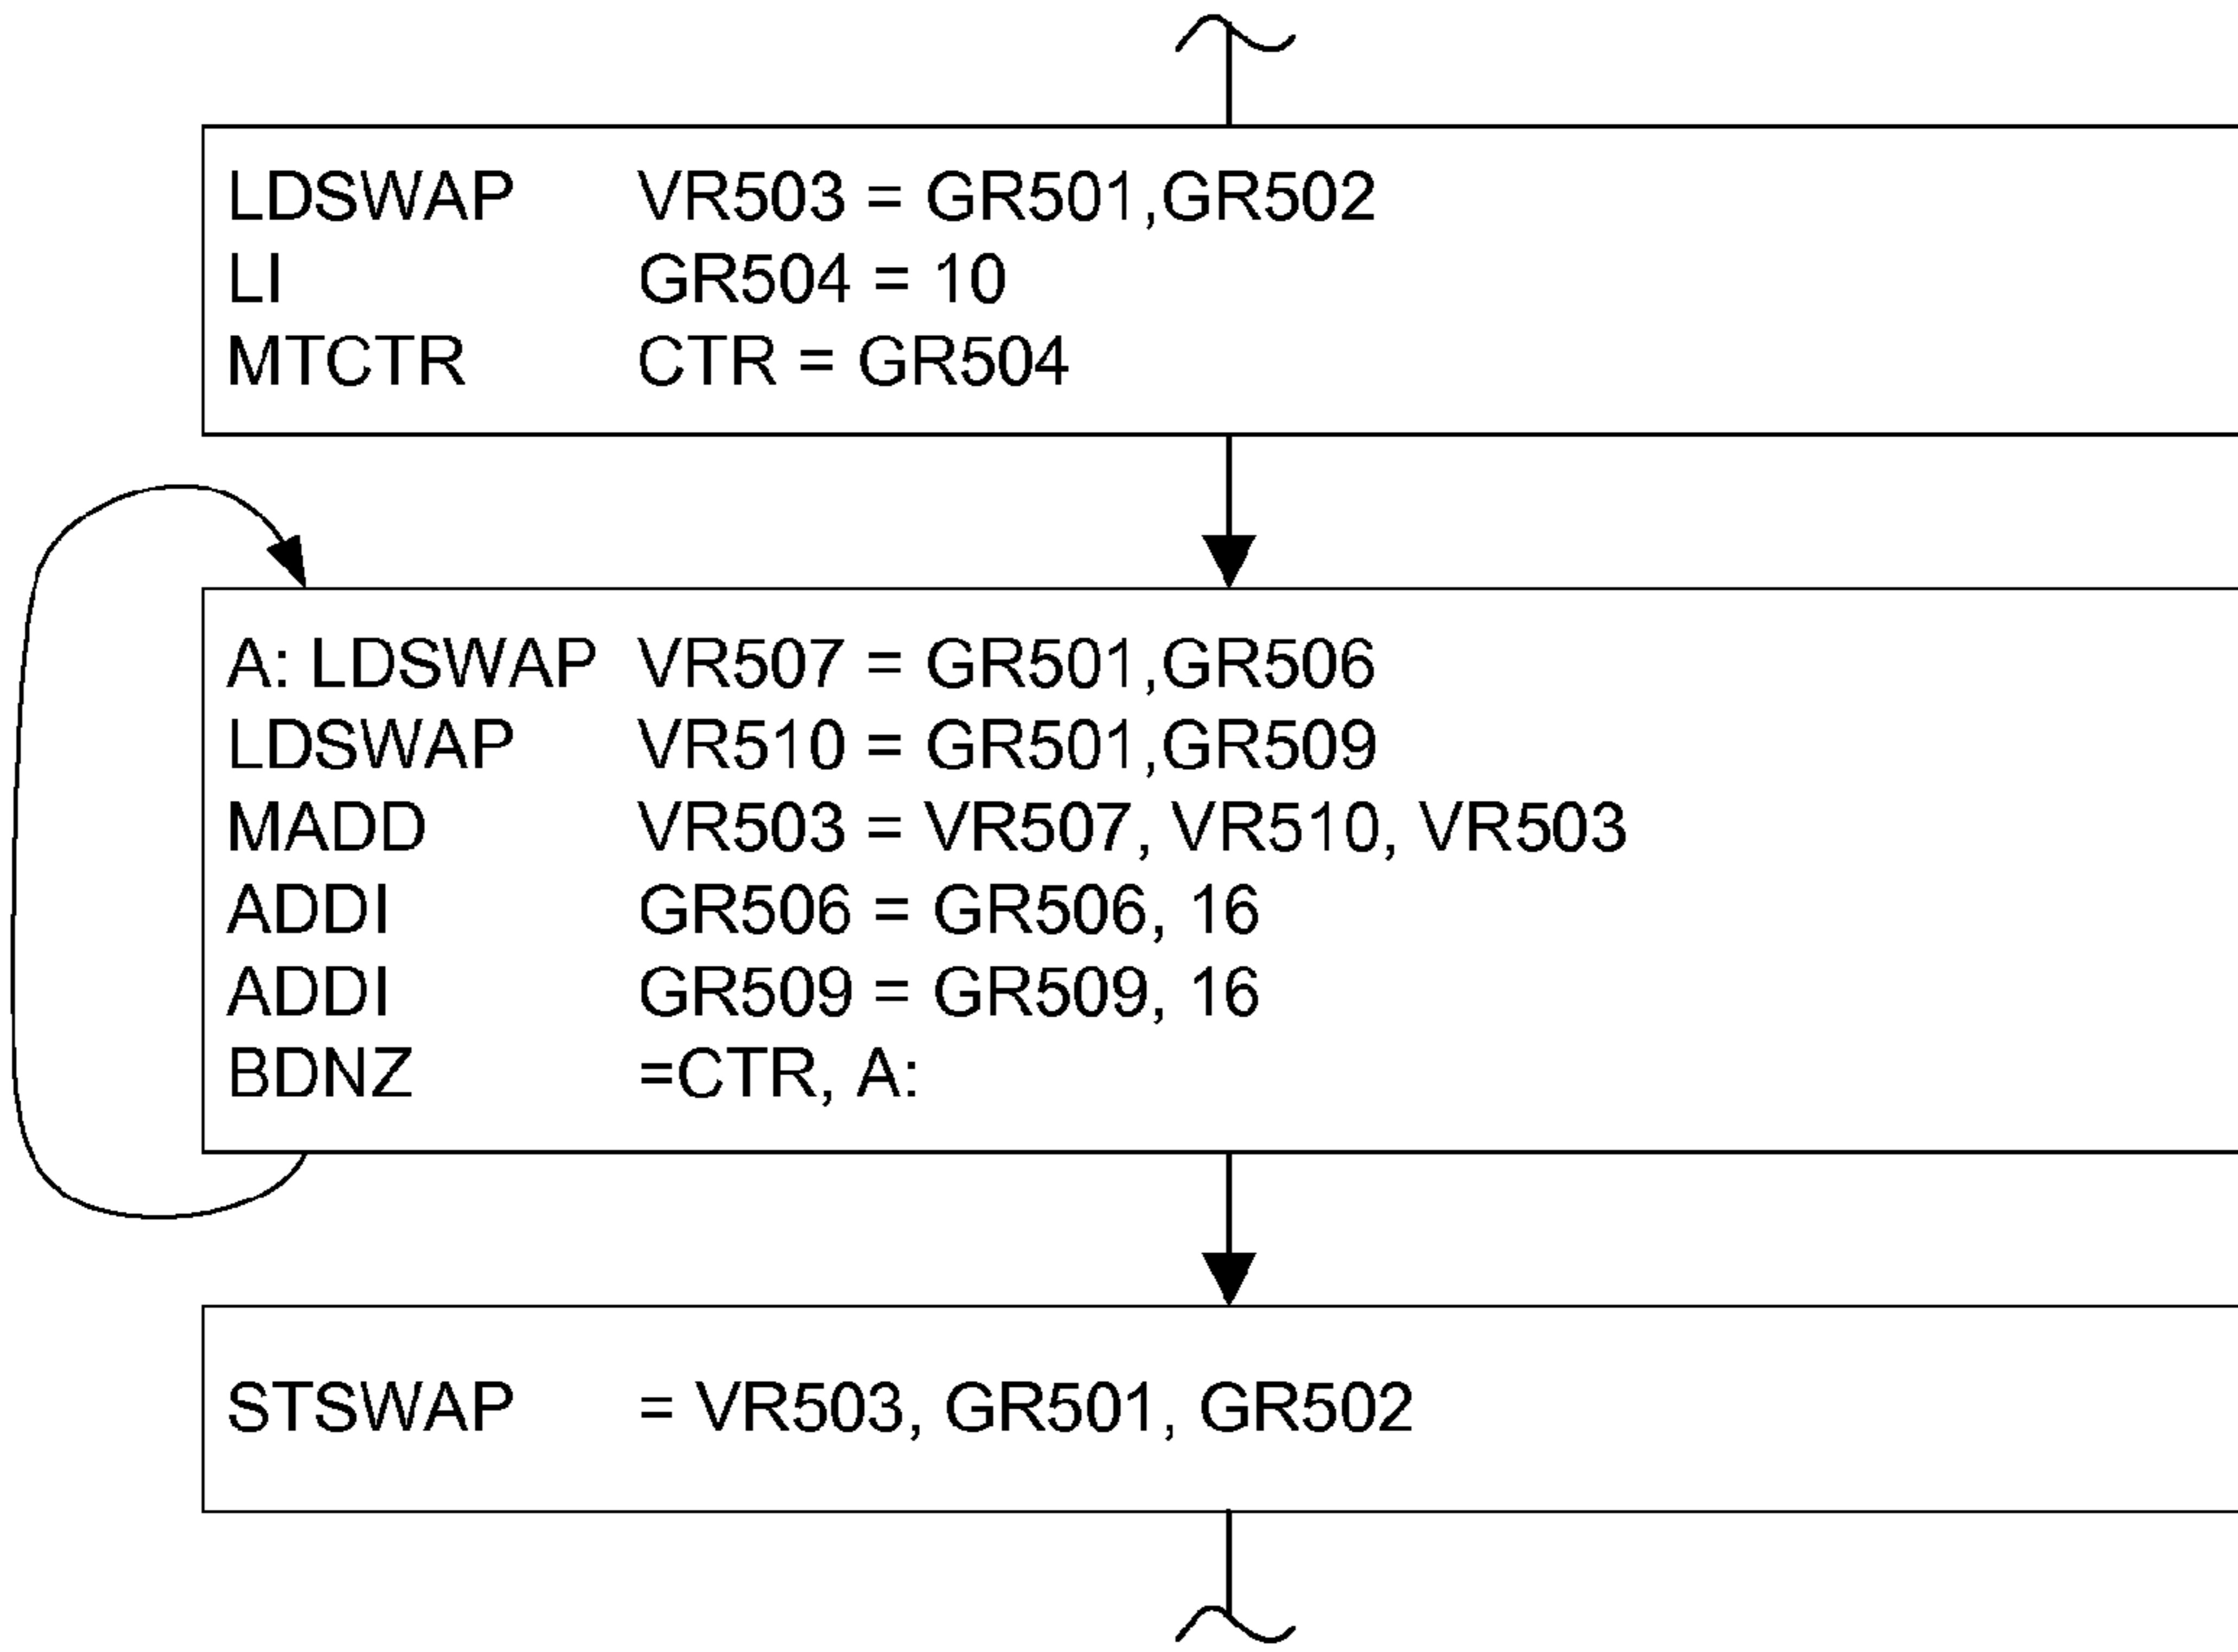 LDSWAP VR503 = GR501,GR502
LI GR504 = 10
MTCTR CTR = GR504
A: LDSWAP VR507 = GR501,GR506
LDSWAP VR510 = GR501,GR509
MADD VR503 = VR507, VR510, VR503
ADDI GR506 = GR506, 16
ADDI GR509 = GR509, 16
BDNZ =CTR, A:
STSWAP = VR503, GR501, GR502